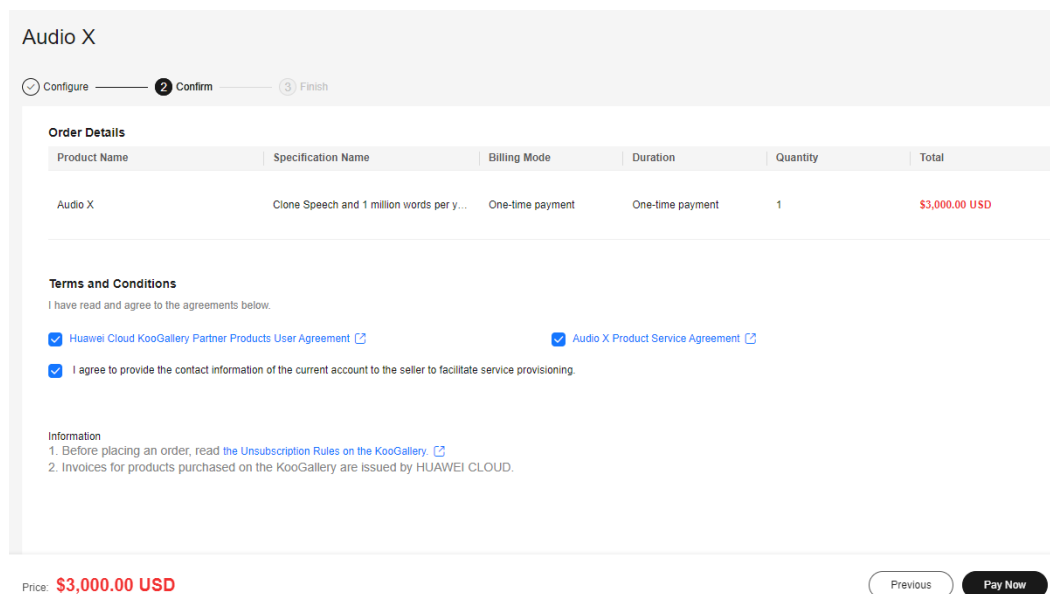 Audio X
Configure 2 Confirm 3 Finish
Order Details
Product Name Specification Name Billing Mode Duration Quantity Total
Audio X Clone Speech and 1 million words per y... One-time payment One-time payment 1 $3,000.00 USD
Terms and Conditions
I have read and agree to the agreements below.
Huawei Cloud KooGallery Partner Products User Agreement Audio X Product Service Agreement
I agree to provide the contact information of the current account to the seller to facilitate service provisioning.
Information
1. Before placing an order, read the Unsubscription Rules on the KooGallery.
2. Invoices for products purchased on the KooGallery are issued by HUAWEI CLOUD.
Price: $3,000.00 USD Previous Pay Now